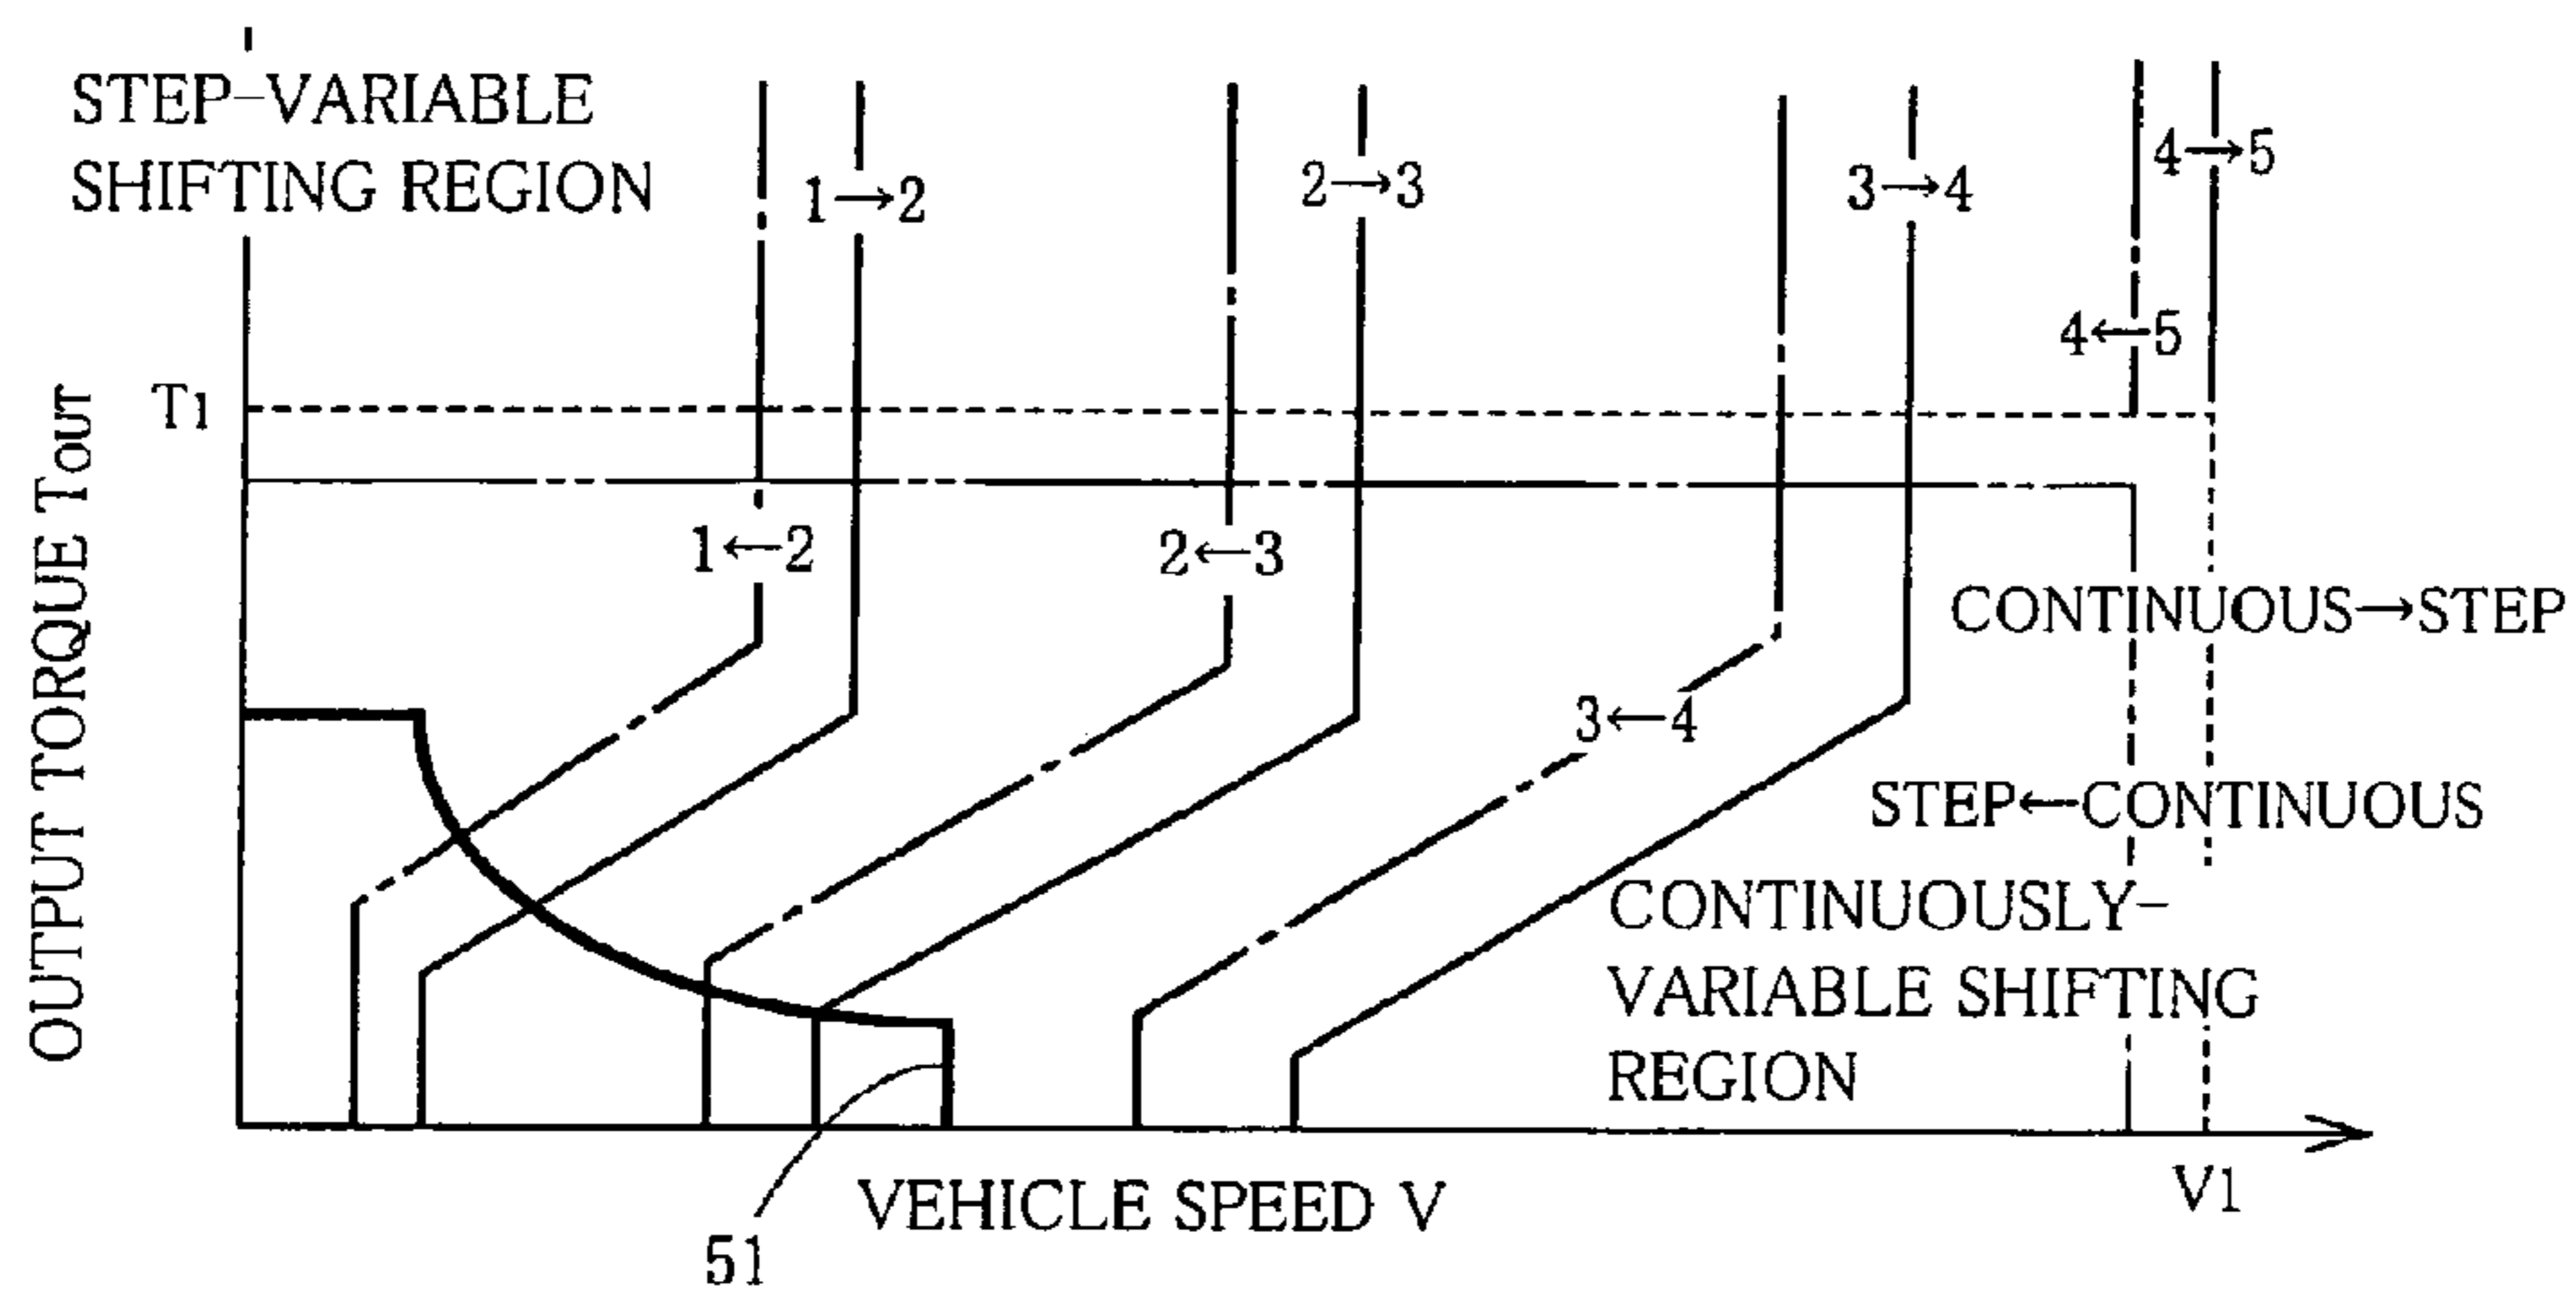 STEP-VARIABLE
SHIFTING REGION
1→2
2→3
3→4
4→5
4←5
T1
OUTPUT TORQUE TOUT
1←2
2←3
3←4
CONTINUOUS→STEP
STEP←CONTINUOUS
CONTINUOUSLY-
VARIABLE SHIFTING
REGION
VEHICLE SPEED V
V1
51